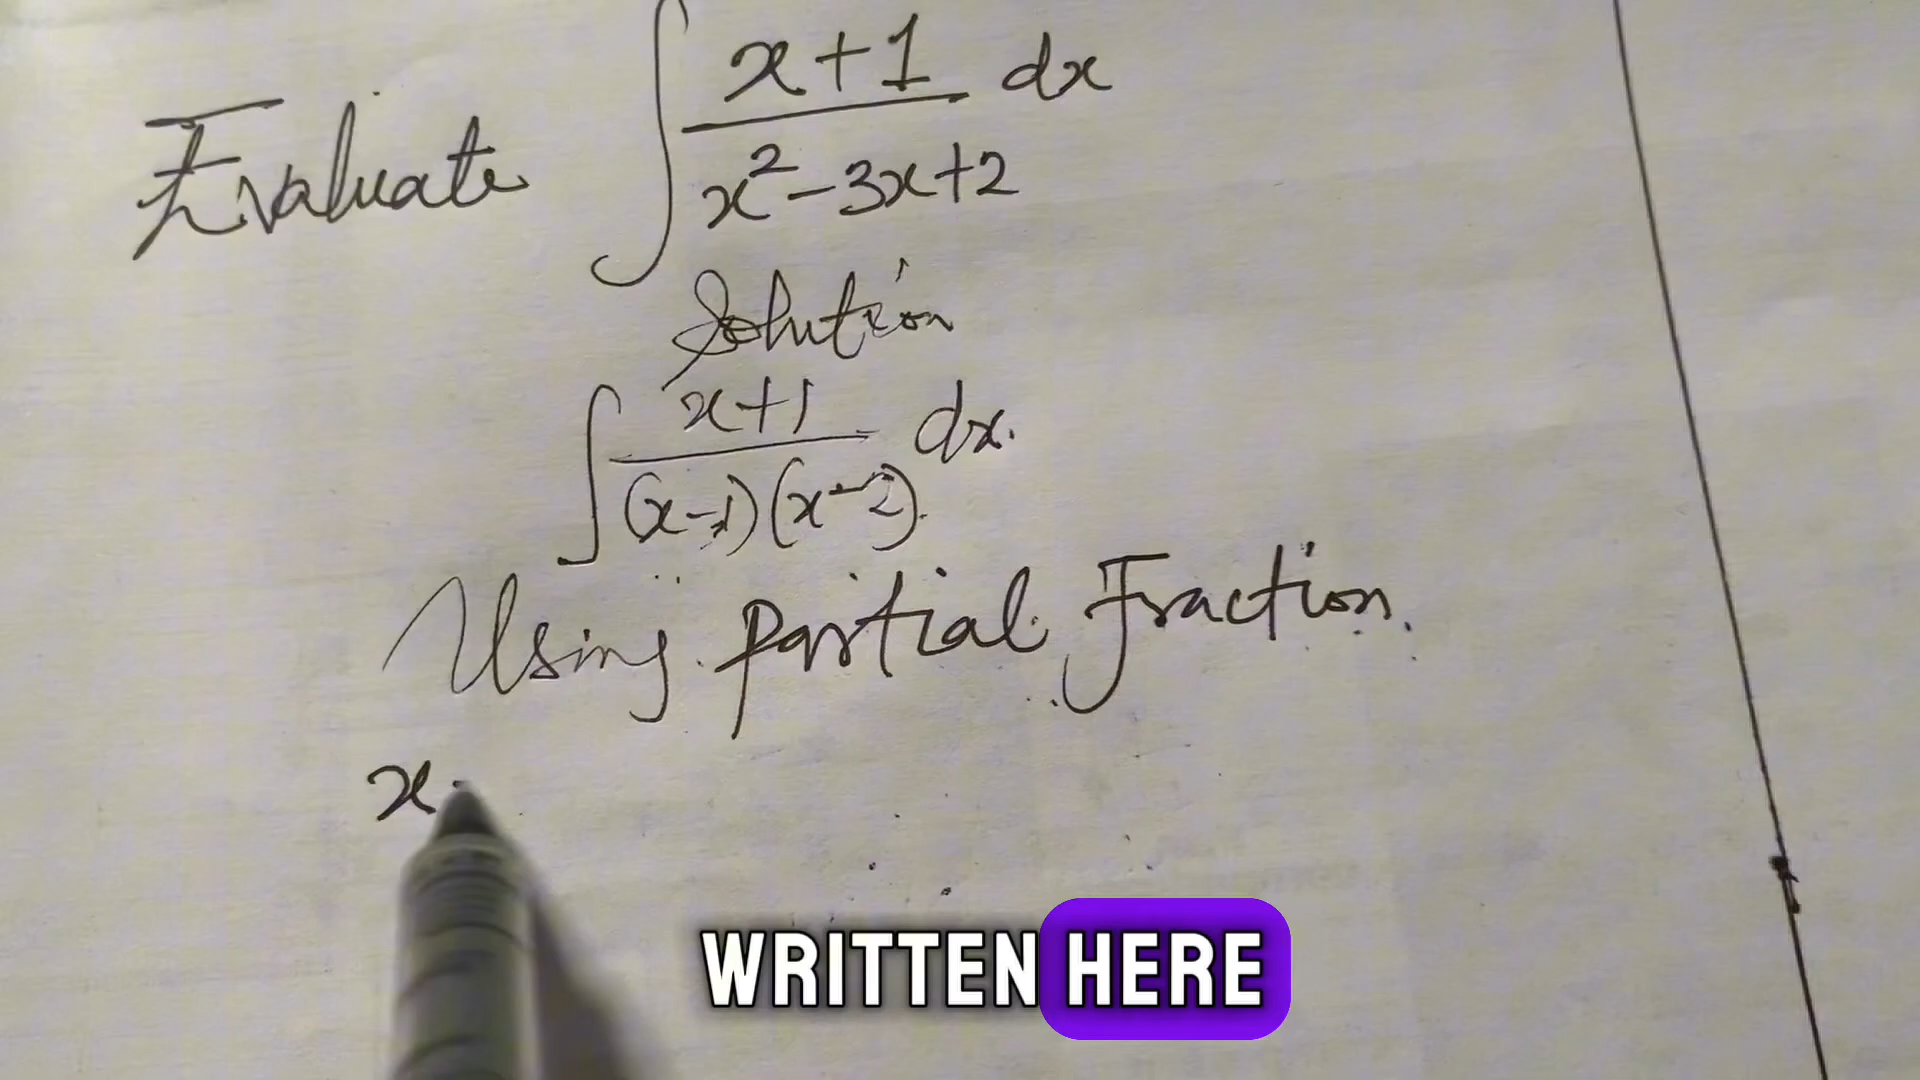 Evaluate ∫ x+1 / x²-3x+2 dx
Solution
∫ x+1 / (x-1)(x-2) dx.
Using partial Fraction.
x
WRITTEN HERE